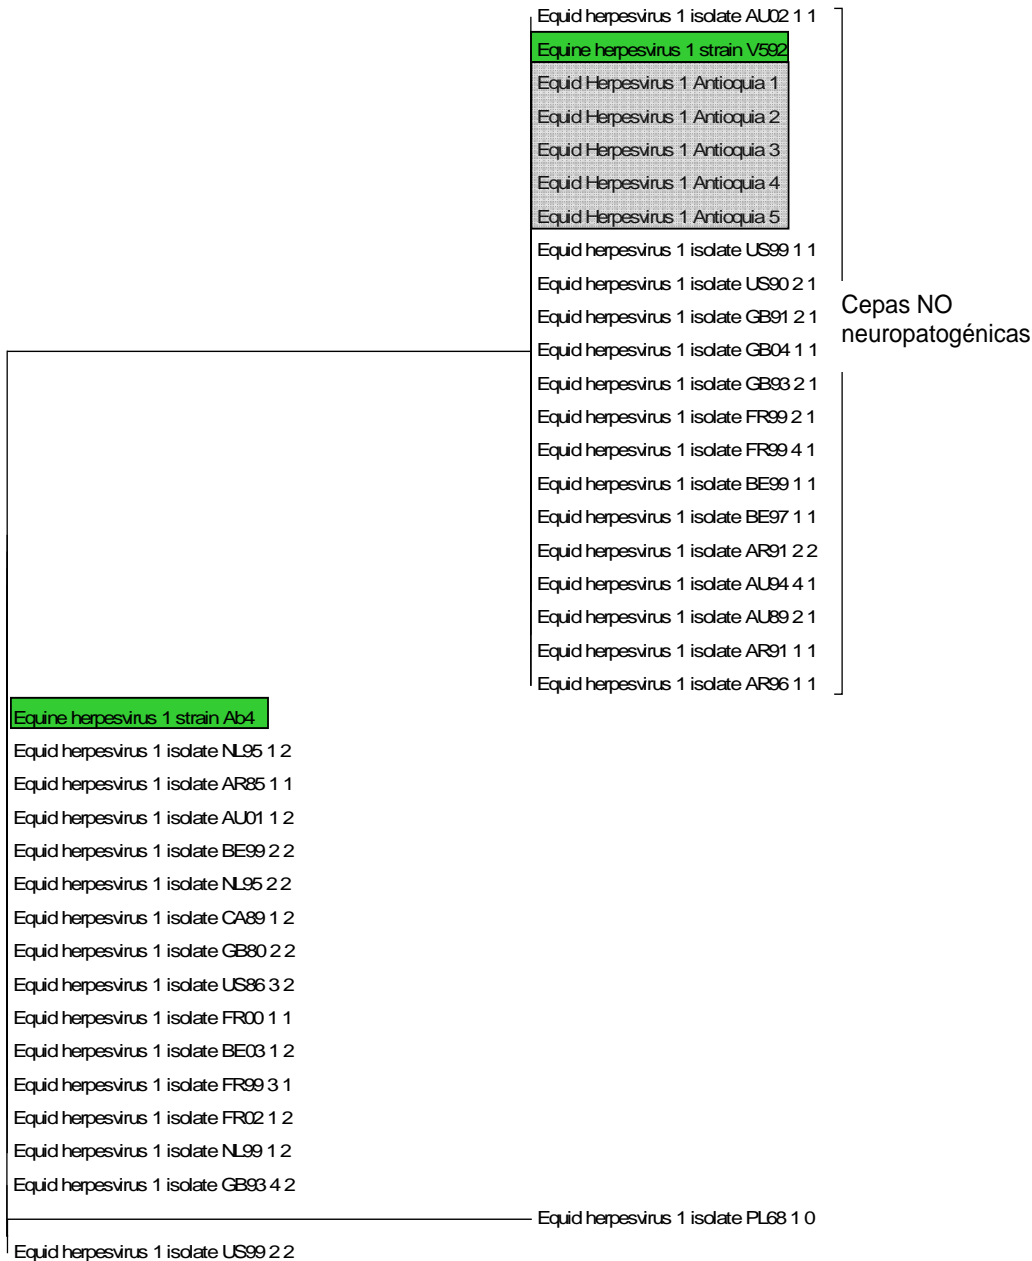 Equid herpesvirus 1 isolate AU02 1 1
Equine herpesvirus 1 strain V592
Equid Herpesvirus 1 Antioquia 1
Equid Herpesvirus 1 Antioquia 2
Equid Herpesvirus 1 Antioquia 3
Equid Herpesvirus 1 Antioquia 4
Equid Herpesvirus 1 Antioquia 5
Equid herpesvirus 1 isolate US99 1 1
Equid herpesvirus 1 isolate US90 2 1
Equid herpesvirus 1 isolate GB91 2 1
Equid herpesvirus 1 isolate GB04 1 1
Equid herpesvirus 1 isolate GB93 2 1
Equid herpesvirus 1 isolate FR99 2 1
Equid herpesvirus 1 isolate FR99 4 1
Equid herpesvirus 1 isolate BE99 1 1
Equid herpesvirus 1 isolate BE97 1 1
Equid herpesvirus 1 isolate AR91 2 2
Equid herpesvirus 1 isolate AU94 4 1
Equid herpesvirus 1 isolate AU89 2 1
Equid herpesvirus 1 isolate AR91 1 1
Equid herpesvirus 1 isolate AR96 1 1
Cepas NO
neuropatogénicas
Equine herpesvirus 1 strain Ab4
Equid herpesvirus 1 isolate NL95 1 2
Equid herpesvirus 1 isolate AR85 1 1
Equid herpesvirus 1 isolate AU01 1 2
Equid herpesvirus 1 isolate BE99 2 2
Equid herpesvirus 1 isolate NL95 2 2
Equid herpesvirus 1 isolate CA89 1 2
Equid herpesvirus 1 isolate GB80 2 2
Equid herpesvirus 1 isolate US86 3 2
Equid herpesvirus 1 isolate FR00 1 1
Equid herpesvirus 1 isolate BE03 1 2
Equid herpesvirus 1 isolate FR99 3 1
Equid herpesvirus 1 isolate FR02 1 2
Equid herpesvirus 1 isolate NL99 1 2
Equid herpesvirus 1 isolate GB93 4 2
Equid herpesvirus 1 isolate PL68 1 0
Equid herpesvirus 1 isolate US99 2 2